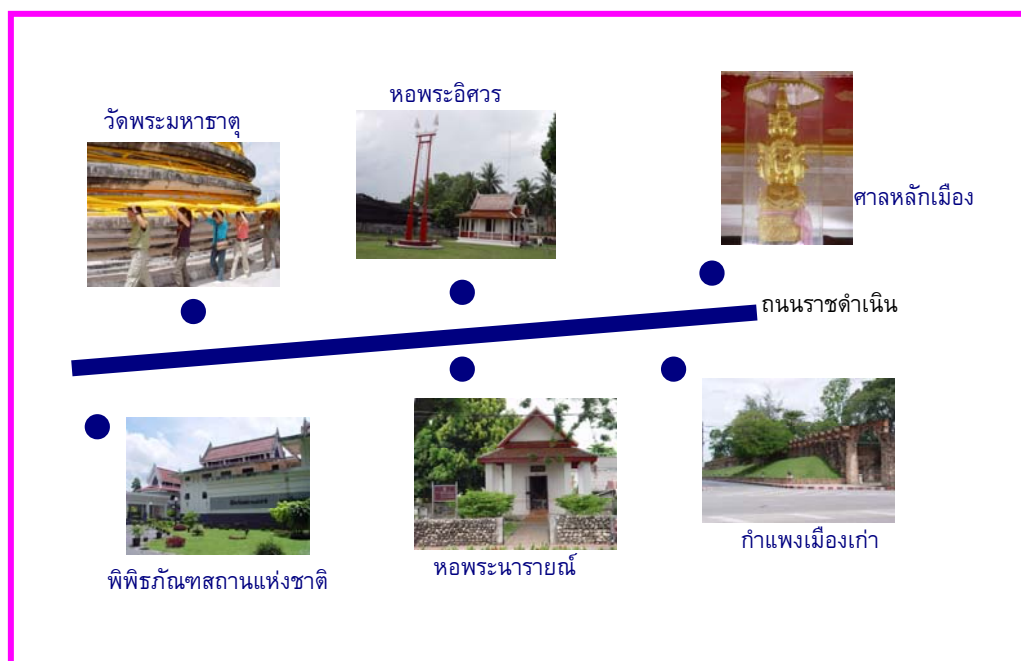 หอพระอิศวร
วัดพระมหาธาตุ
ศาลหลักเมือง
ถนนราชดำเนิน
กำแพงเมืองเก่า
หอพระนารายณ์
พิพิธภัณฑสถานแห่งชาติ